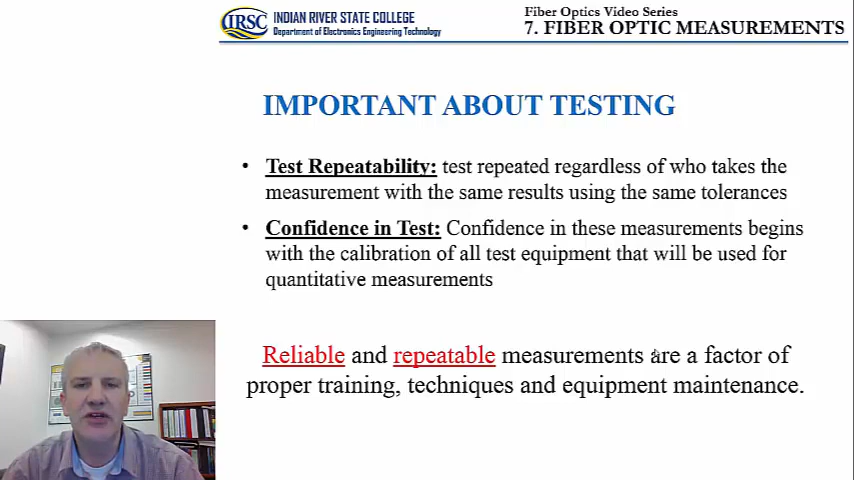 IRSC
INDIAN RIVER STATE COLLEGE
Department of Electronics Engineering Technology
Fiber Optics Video Series
7. FIBER OPTIC MEASUREMENTS
IMPORTANT ABOUT TESTING
• Test Repeatability: test repeated regardless of who takes the
measurement with the same results using the same tolerances
• Confidence in Test: Confidence in these measurements begins
with the calibration of all test equipment that will be used for
quantitative measurements
Reliable and repeatable measurements are a factor of
proper training, techniques and equipment maintenance.